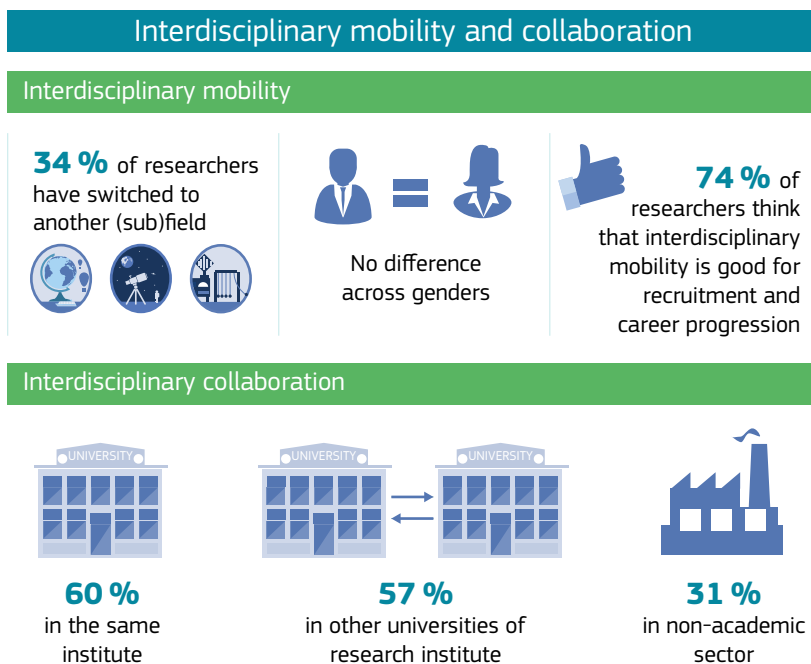 Interdisciplinary mobility and collaboration
Interdisciplinary mobility
34 % of researchers
have switched to
another (sub)field
No difference
across genders
74 % of
researchers think
that interdisciplinary
mobility is good for
recruitment and
career progression
Interdisciplinary collaboration
UNIVERSITY
60 %
in the same
institute
UNIVERSITY
UNIVERSITY
57 %
in other universities of
research institute
31 %
in non-academic
sector